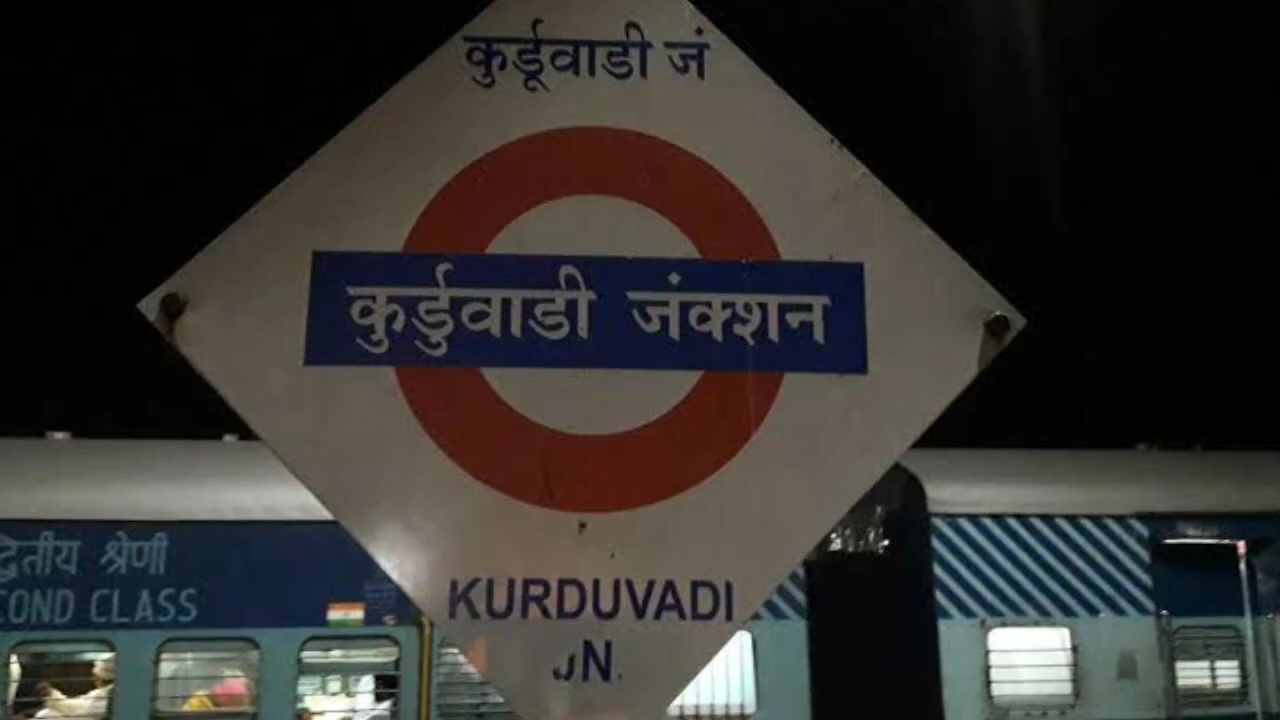 कुर्डूवाडी जं
कुर्डुवाडी जंक्शन
KURDUVADI
JN.
द्वितीय श्रेणी
COND CLASS